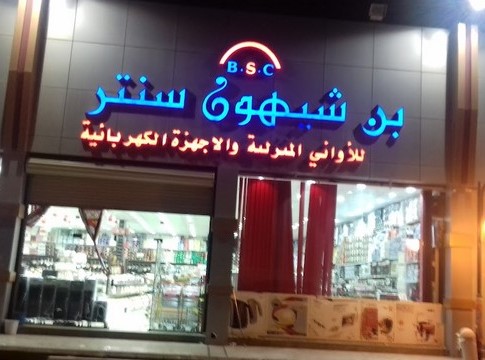 B.S.C
بن شيهون سنتر
للأواني المنزلية والاجهزة الكهربائية